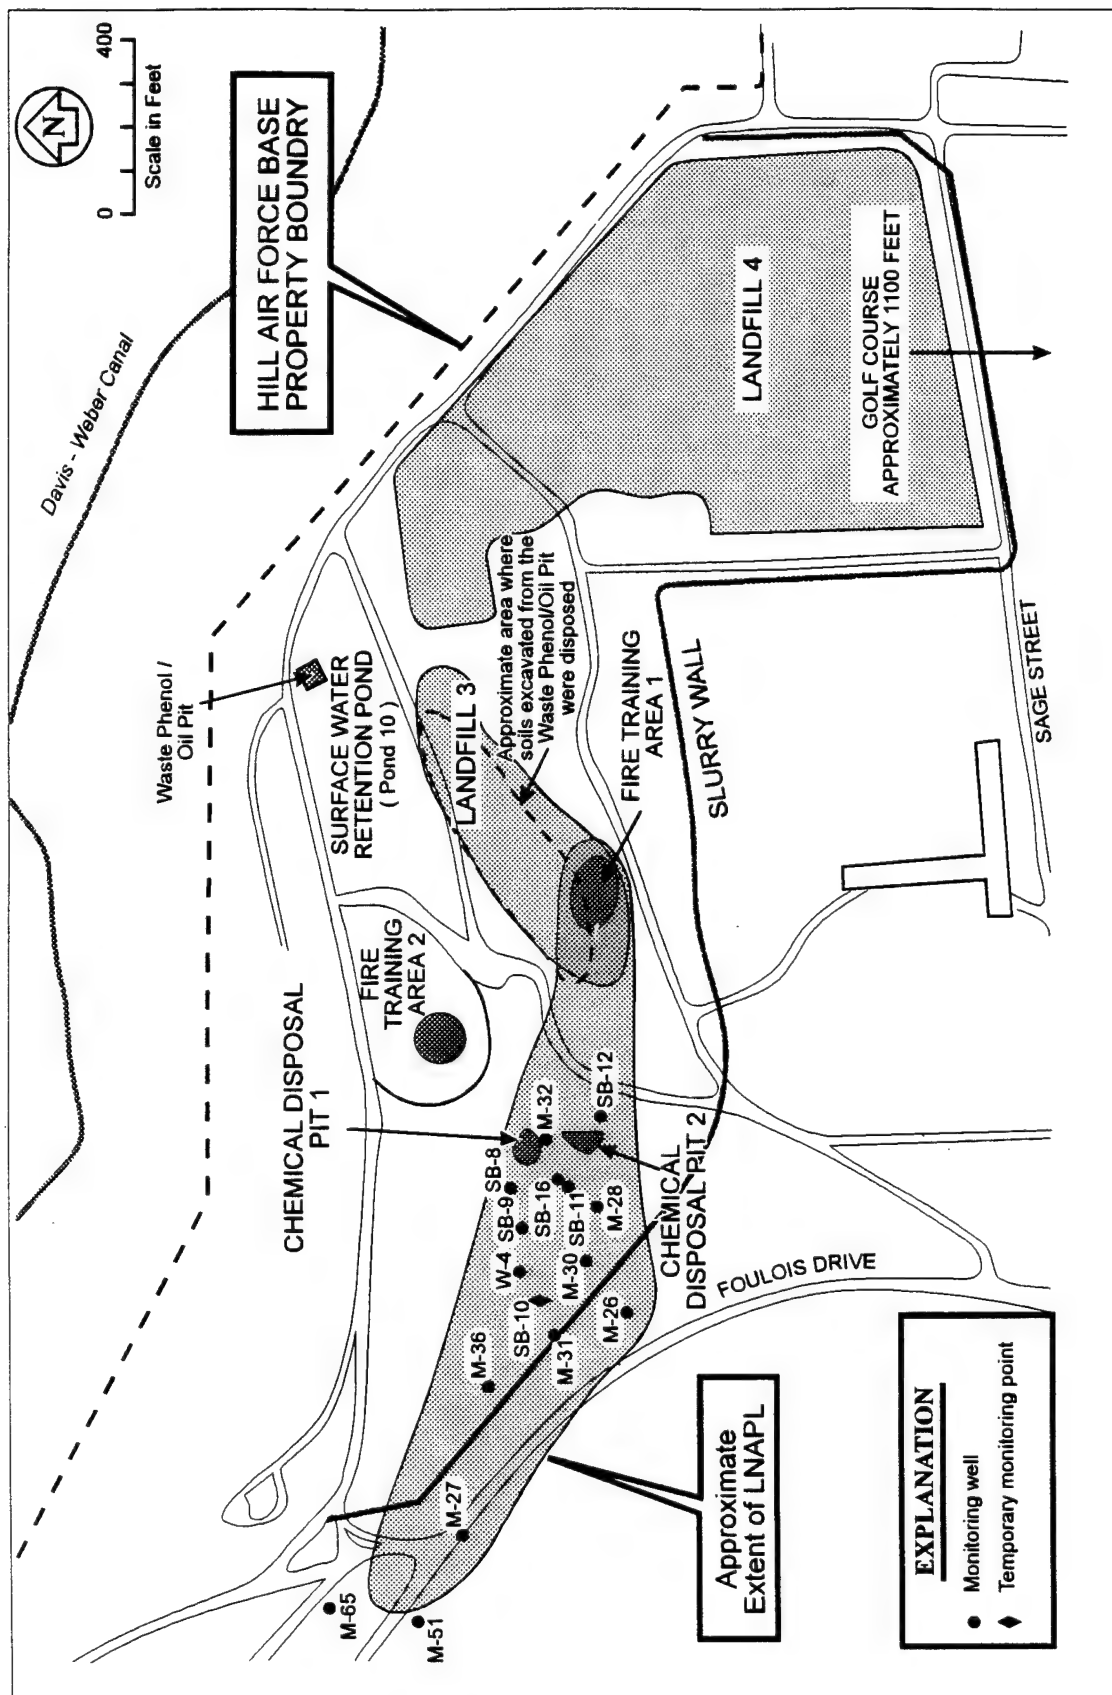 N
0
400
Scale in Feet
HILL AIR FORCE BASE
PROPERTY BOUNDRY
Davis - Weber Canal
Waste Phenol /
Oil Pit
SURFACE WATER
RETENTION POND
( Pond 10 )
LANDFILL 4
GOLF COURSE
APPROXIMATELY 1100 FEET
LANDFILL 3
Approximate area where
soils excavated from the
Waste Phenol/Oil Pit
were disposed
FIRE TRAINING
AREA 1
SLURRY WALL
SAGE STREET
FIRE
TRAINING
AREA 2
CHEMICAL DISPOSAL
PIT 1
CHEMICAL
DISPOSAL PIT 2
SB-12
M-32
SB-8
SB-9
SB-16
SB-11
M-28
W-4
M-30
SB-10
M-26
M-31
M-36
M-27
M-65
M-51
FOULOIS DRIVE
Approximate
Extent of LNAPL
EXPLANATION
Monitoring well
Temporary monitoring point